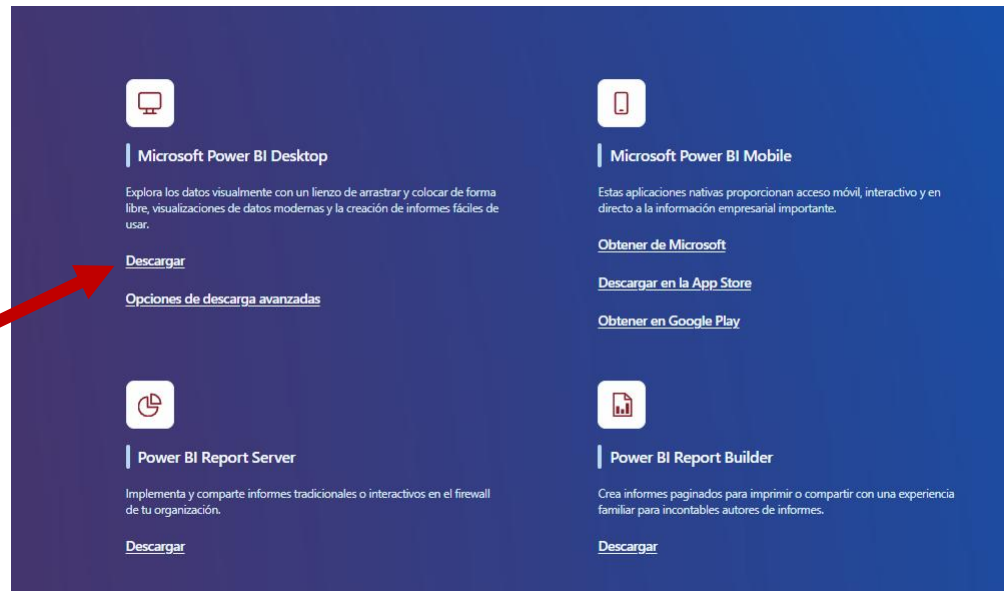 Microsoft Power BI Desktop
Explora los datos visualmente con un lienzo de arrastrar y colocar de forma
libre, visualizaciones de datos modernas y la creación de informes fáciles de
usar.
Descargar
Opciones de descarga avanzadas
Microsoft Power BI Mobile
Estas aplicaciones nativas proporcionan acceso móvil, interactivo y en
directo a la información empresarial importante.
Obtener de Microsoft
Descargar en la App Store
Obtener en Google Play
Power BI Report Server
Implementa y comparte informes tradicionales o interactivos en el firewall
de tu organización.
Descargar
Power BI Report Builder
Crea informes paginados para imprimir o compartir con una experiencia
familiar para incontables autores de informes.
Descargar